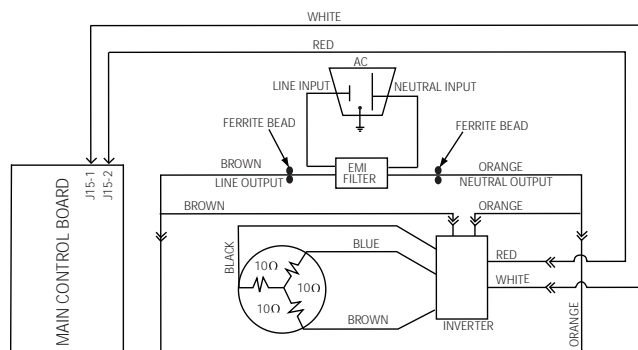 WHITE
RED
AC
LINE INPUT
NEUTRAL INPUT
FERRITE BEAD
FERRITE BEAD
BROWN
EMI
FILTER
ORANGE
LINE OUTPUT
NEUTRAL OUTPUT
J15-1
J15-2
MAIN CONTROL BOARD
BROWN
ORANGE
BLACK
BLUE
10Ω
10Ω
10Ω
RED
WHITE
BROWN
INVERTER
ORANGE